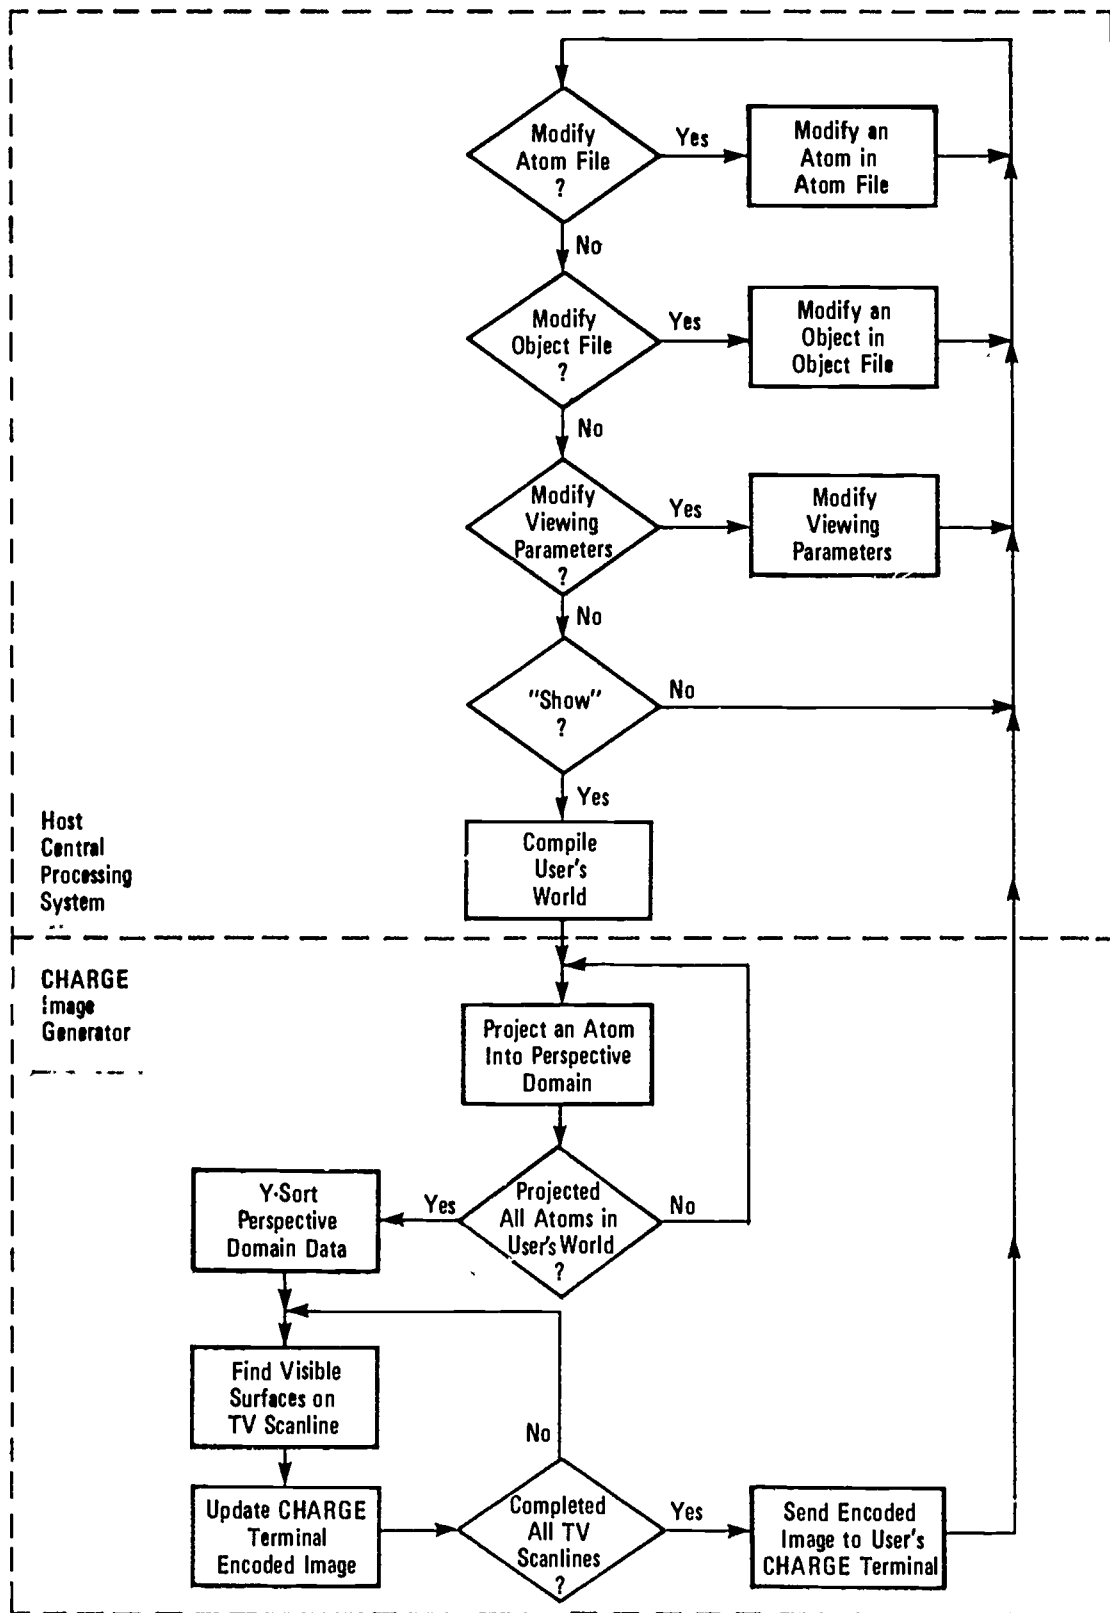 Modify
Atom File
?
Yes
Modify an
Atom in
Atom File
No
Modify
Object File
?
Yes
Modify an
Object in
Object File
No
Modify
Viewing
Parameters
?
Yes
Modify
Viewing
Parameters
No
"Show"
?
No
Yes
Host
Central
Processing
System
Compile
User's
World
CHARGE
Image
Generator
Project an Atom
Into Perspective
Domain
Projected
All Atoms in
User's World
?
No
Yes
Y-Sort
Perspective
Domain Data
Find Visible
Surfaces on
TV Scanline
No
Update CHARGE
Terminal
Encoded Image
Completed
All TV
Scanlines
?
Yes
Send Encoded
Image to User's
CHARGE Terminal